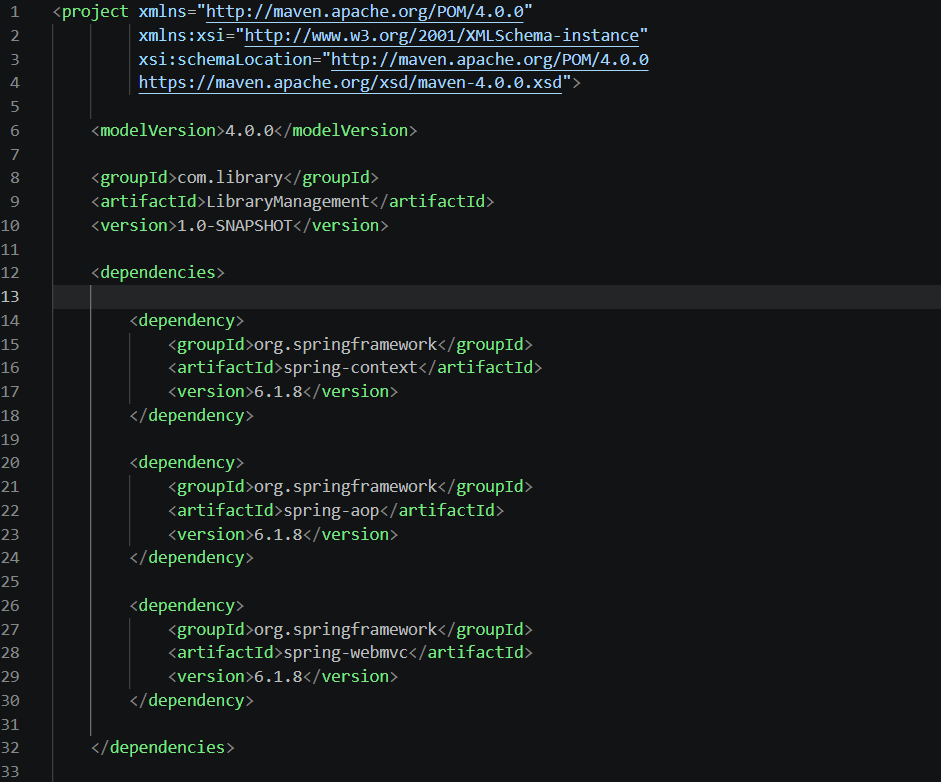 1 <project xmlns="http://maven.apache.org/POM/4.0.0"
2 xmlns:xsi="http://www.w3.org/2001/XMLSchema-instance"
3 xsi:schemaLocation="http://maven.apache.org/POM/4.0.0
4 https://maven.apache.org/xsd/maven-4.0.0.xsd">
5
6 <modelVersion>4.0.0</modelVersion>
7
8 <groupId>com.library</groupId>
9 <artifactId>LibraryManagement</artifactId>
10 <version>1.0-SNAPSHOT</version>
11
12 <dependencies>
13
14 <dependency>
15 <groupId>org.springframework</groupId>
16 <artifactId>spring-context</artifactId>
17 <version>6.1.8</version>
18 </dependency>
19
20 <dependency>
21 <groupId>org.springframework</groupId>
22 <artifactId>spring-aop</artifactId>
23 <version>6.1.8</version>
24 </dependency>
25
26 <dependency>
27 <groupId>org.springframework</groupId>
28 <artifactId>spring-webmvc</artifactId>
29 <version>6.1.8</version>
30 </dependency>
31
32 </dependencies>
33